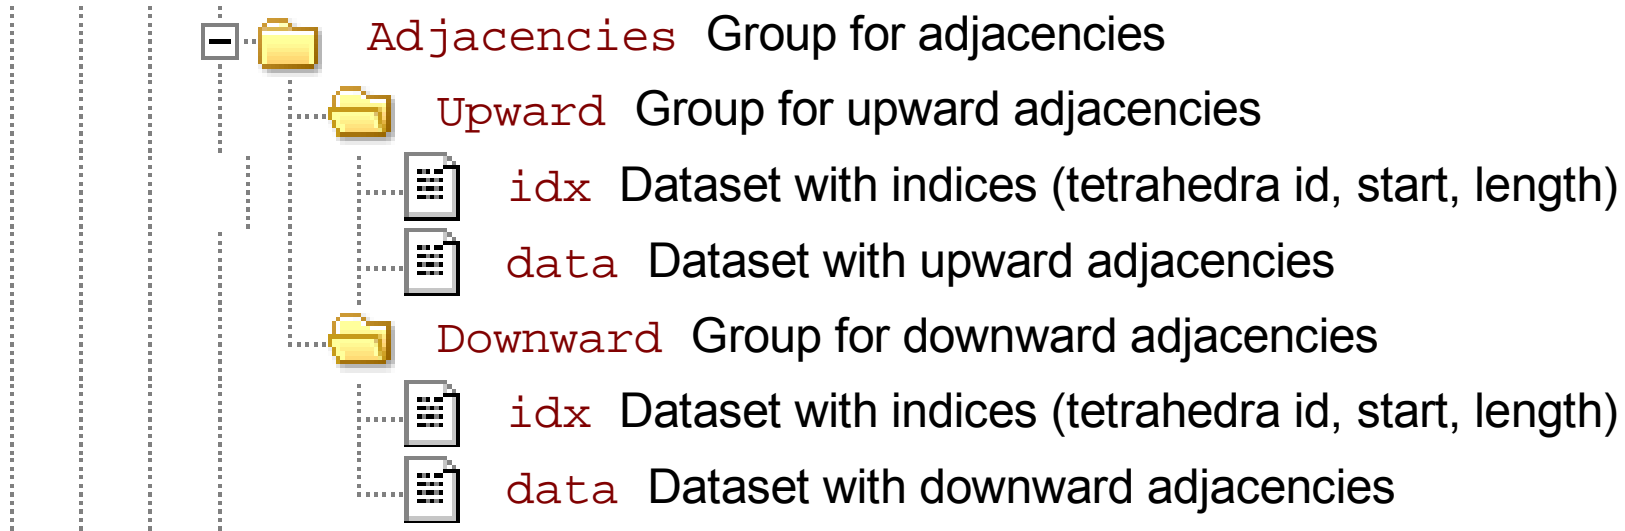 Adjacencies Group for adjacencies
Upward Group for upward adjacencies
idx Dataset with indices (tetrahedra id, start, length)
data Dataset with upward adjacencies
Downward Group for downward adjacencies
idx Dataset with indices (tetrahedra id, start, length)
data Dataset with downward adjacencies